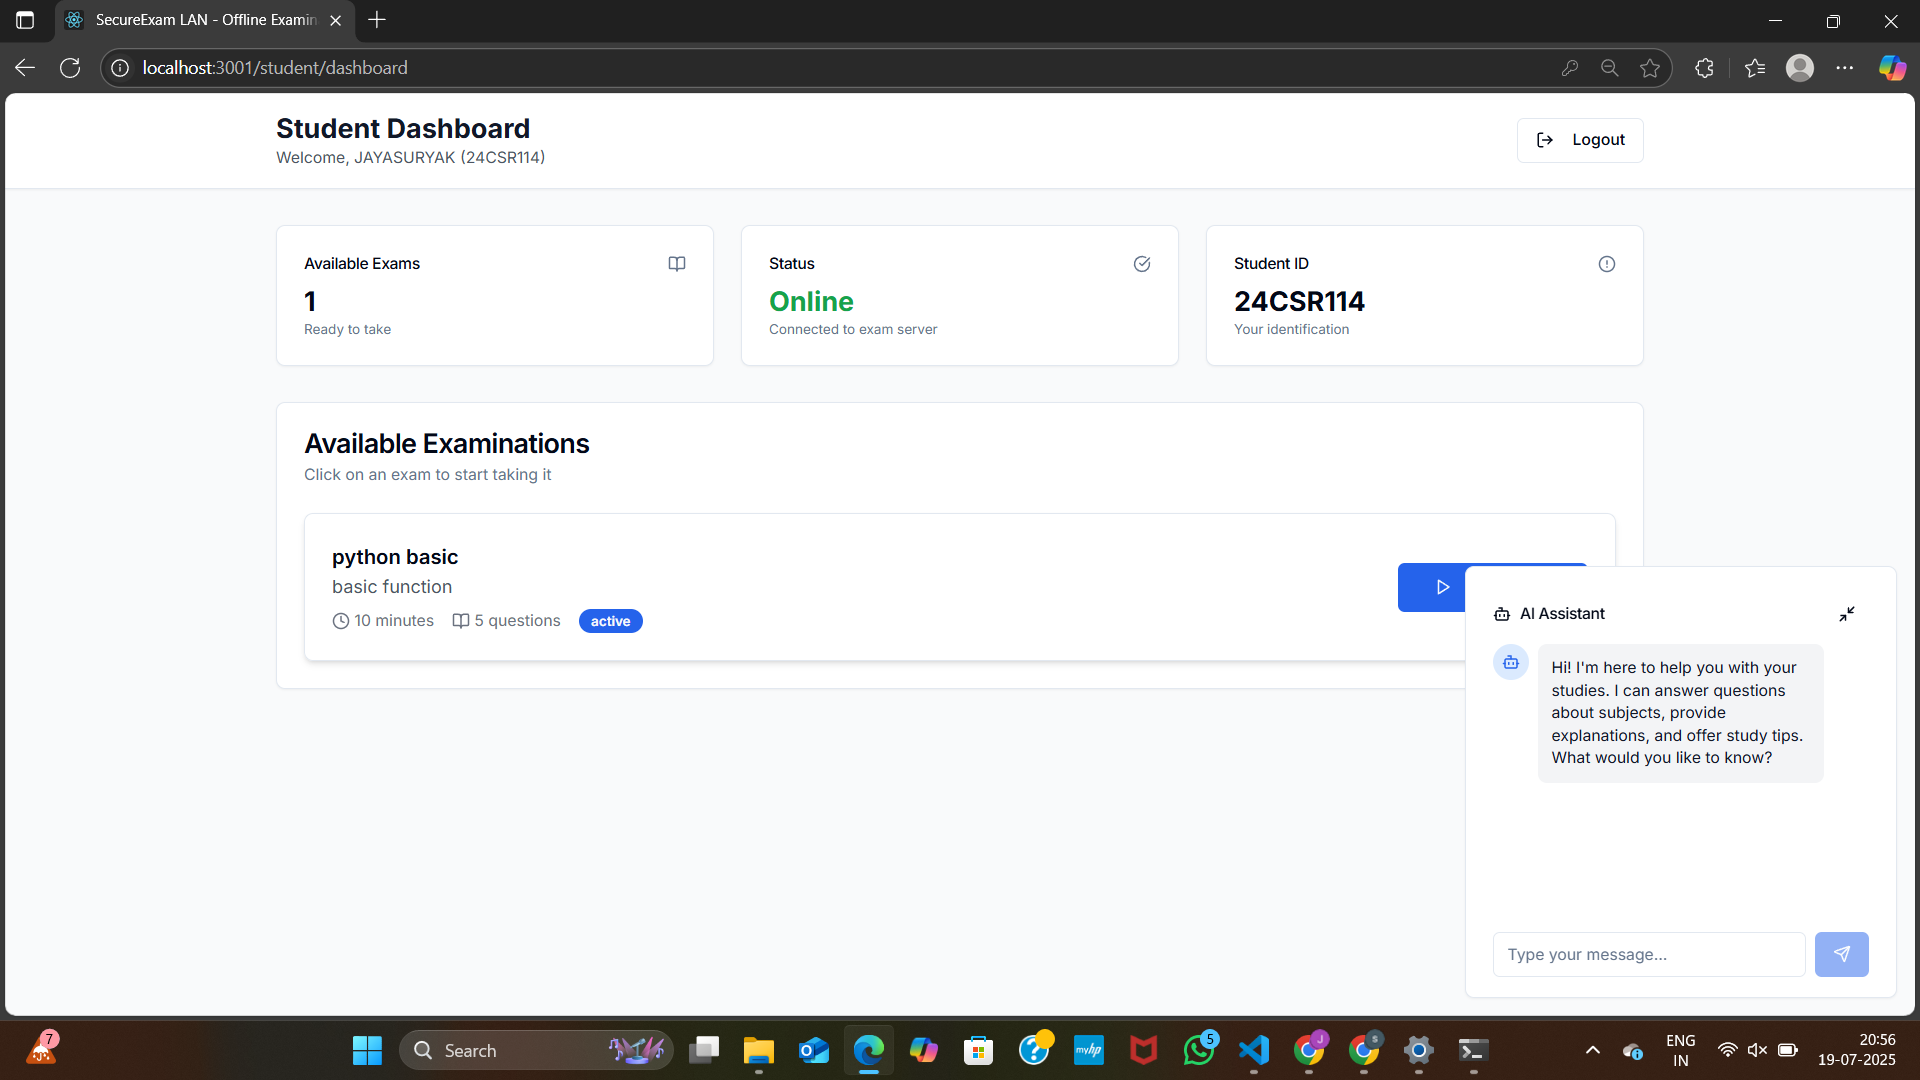 SecureExam LAN - Offline Examin
localhost:3001/student/dashboard
Student Dashboard
Welcome, JAYASURYAK (24CSR114)
Logout
Available Exams
1
Ready to take
Status
Online
Connected to exam server
Student ID
24CSR114
Your identification
Available Examinations
Click on an exam to start taking it
python basic
basic function
10 minutes
5 questions
active
AI Assistant
Hi! I'm here to help you with your
studies. I can answer questions
about subjects, provide
explanations, and offer study tips.
What would you like to know?
Type your message...
7
Search
myhp
5
J
S
ENG
IN
20:56
19-07-2025